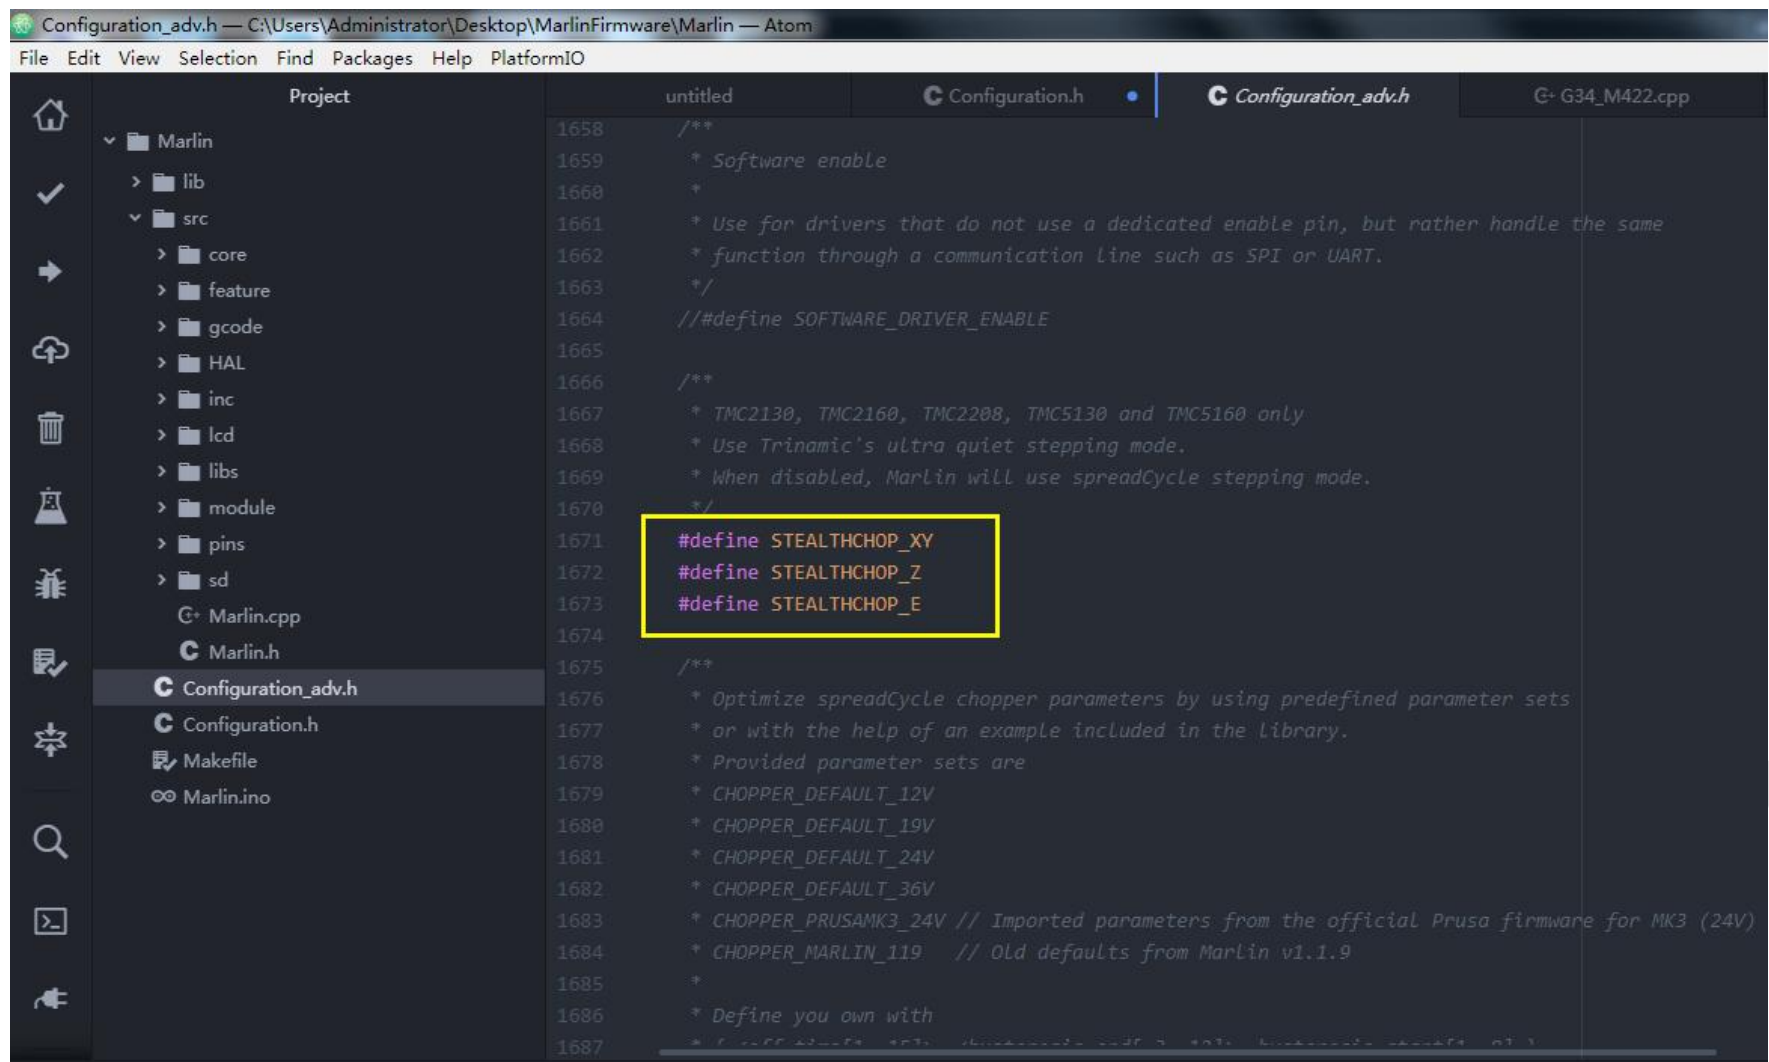 Configuration_adv.h — C:\Users\Administrator\Desktop\MarlinFirmware\Marlin — Atom
File Edit View Selection Find Packages Help PlatformIO
Project
untitled
Configuration.h
Configuration_adv.h
G34_M422.cpp
Marlin
lib
src
core
feature
gcode
HAL
inc
lcd
libs
module
pins
sd
Marlin.cpp
Marlin.h
Configuration_adv.h
Configuration.h
Makefile
Marlin.ino
1658 /**
1659 * Software enable
1660 *
1661 * Use for drivers that do not use a dedicated enable pin, but rather handle the same
1662 * function through a communication line such as SPI or UART.
1663 */
1664 //#define SOFTWARE_DRIVER_ENABLE
1665
1666 /**
1667 * TMC2130, TMC2160, TMC2208, TMC5130 and TMC5160 only
1668 * Use Trinamic's ultra quiet stepping mode.
1669 * When disabled, Marlin will use spreadCycle stepping mode.
1670 */
1671 #define STEALTHCHOP_XY
1672 #define STEALTHCHOP_Z
1673 #define STEALTHCHOP_E
1674
1675 /**
1676 * Optimize spreadCycle chopper parameters by using predefined parameter sets
1677 * or with the help of an example included in the library.
1678 * Provided parameter sets are
1679 * CHOPPER_DEFAULT_12V
1680 * CHOPPER_DEFAULT_19V
1681 * CHOPPER_DEFAULT_24V
1682 * CHOPPER_DEFAULT_36V
1683 * CHOPPER_PRUSAMK3_24V // Imported parameters from the official Prusa firmware for MK3 (24V)
1684 * CHOPPER_MARLIN_119 // Old defaults from Marlin v1.1.9
1685 *
1686 * Define you own with
1687